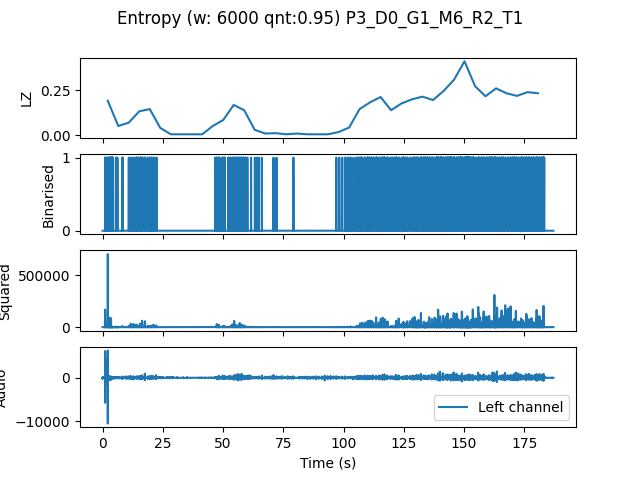 Entropy (w: 6000 qnt:0.95) P3_D0_G1_M6_R2_T1
LZ
0.25
0.00
Binarised
1
0
Squared
500000
0
Audio
0
−10000
Left channel
0 25 50 75 100 125 150 175
Time (s)